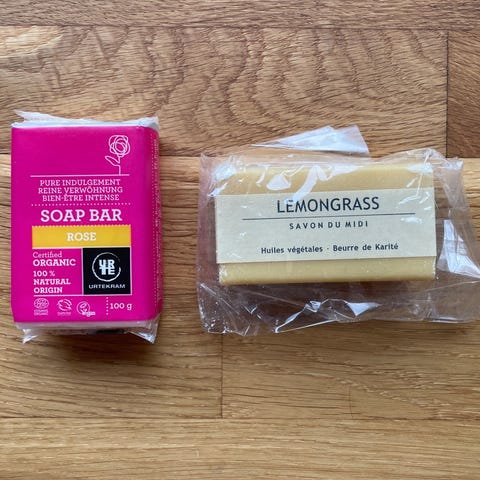 PURE INDULGEMENT
REINE VERWÖHNUNG
BIEN-ÊTRE INTENSE
SOAP BAR
ROSE
Certified
ORGANIC
100 %
NATURAL
ORIGIN
URTE
URTEKRAM
100 g
LEMONGRASS
SAVON DU MIDI
Huiles végétales - Beurre de Karité